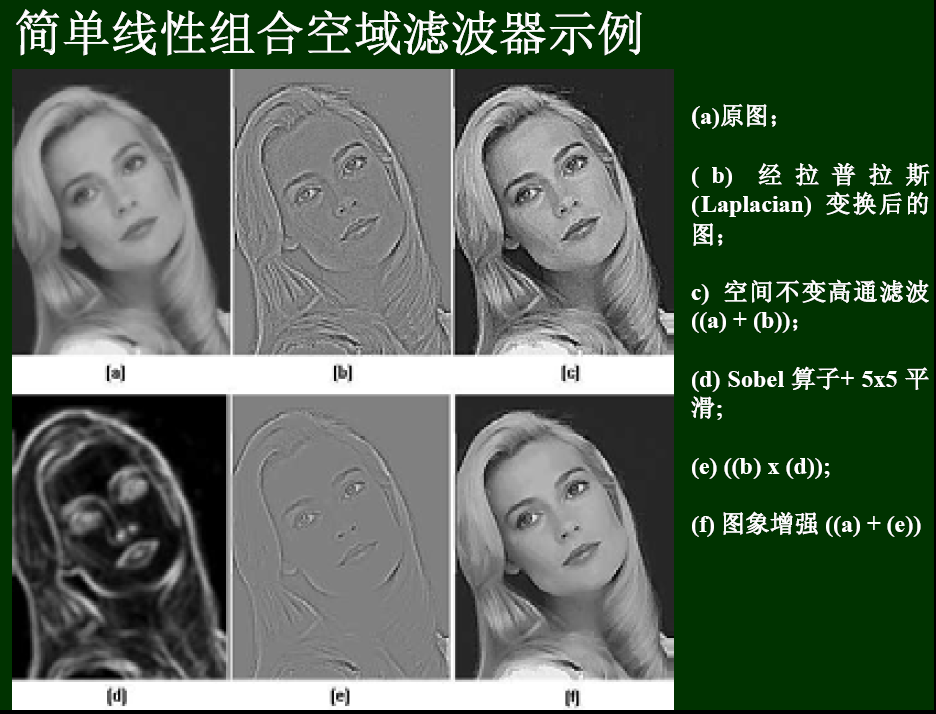 简单线性组合空域滤波器示例
(a)原图；
( b) 经拉普拉斯
(Laplacian) 变换后的
图；
c) 空间不变高通滤波
((a) + (b))；
(d) Sobel 算子+ 5x5 平
滑;
(e) ((b) x (d));
(f) 图象增强 ((a) + (e))
(a) (b) (c)
(d) (e) (f)